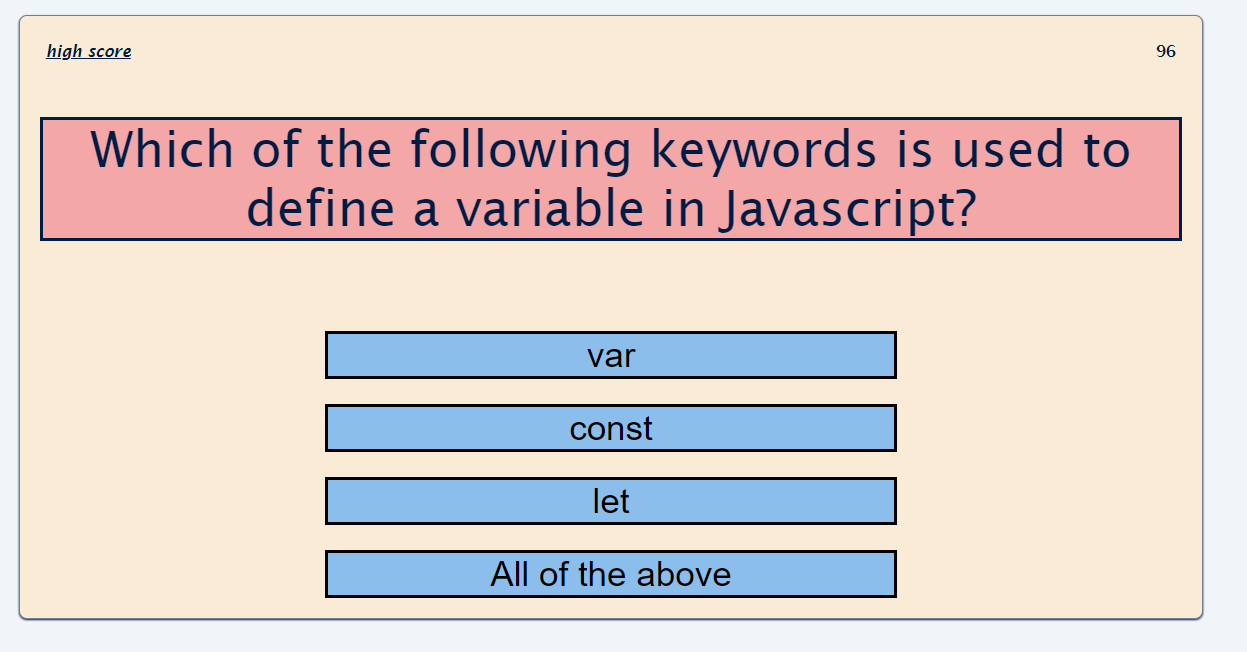 high score
96
Which of the following keywords is used to
define a variable in Javascript?
var
const
let
All of the above